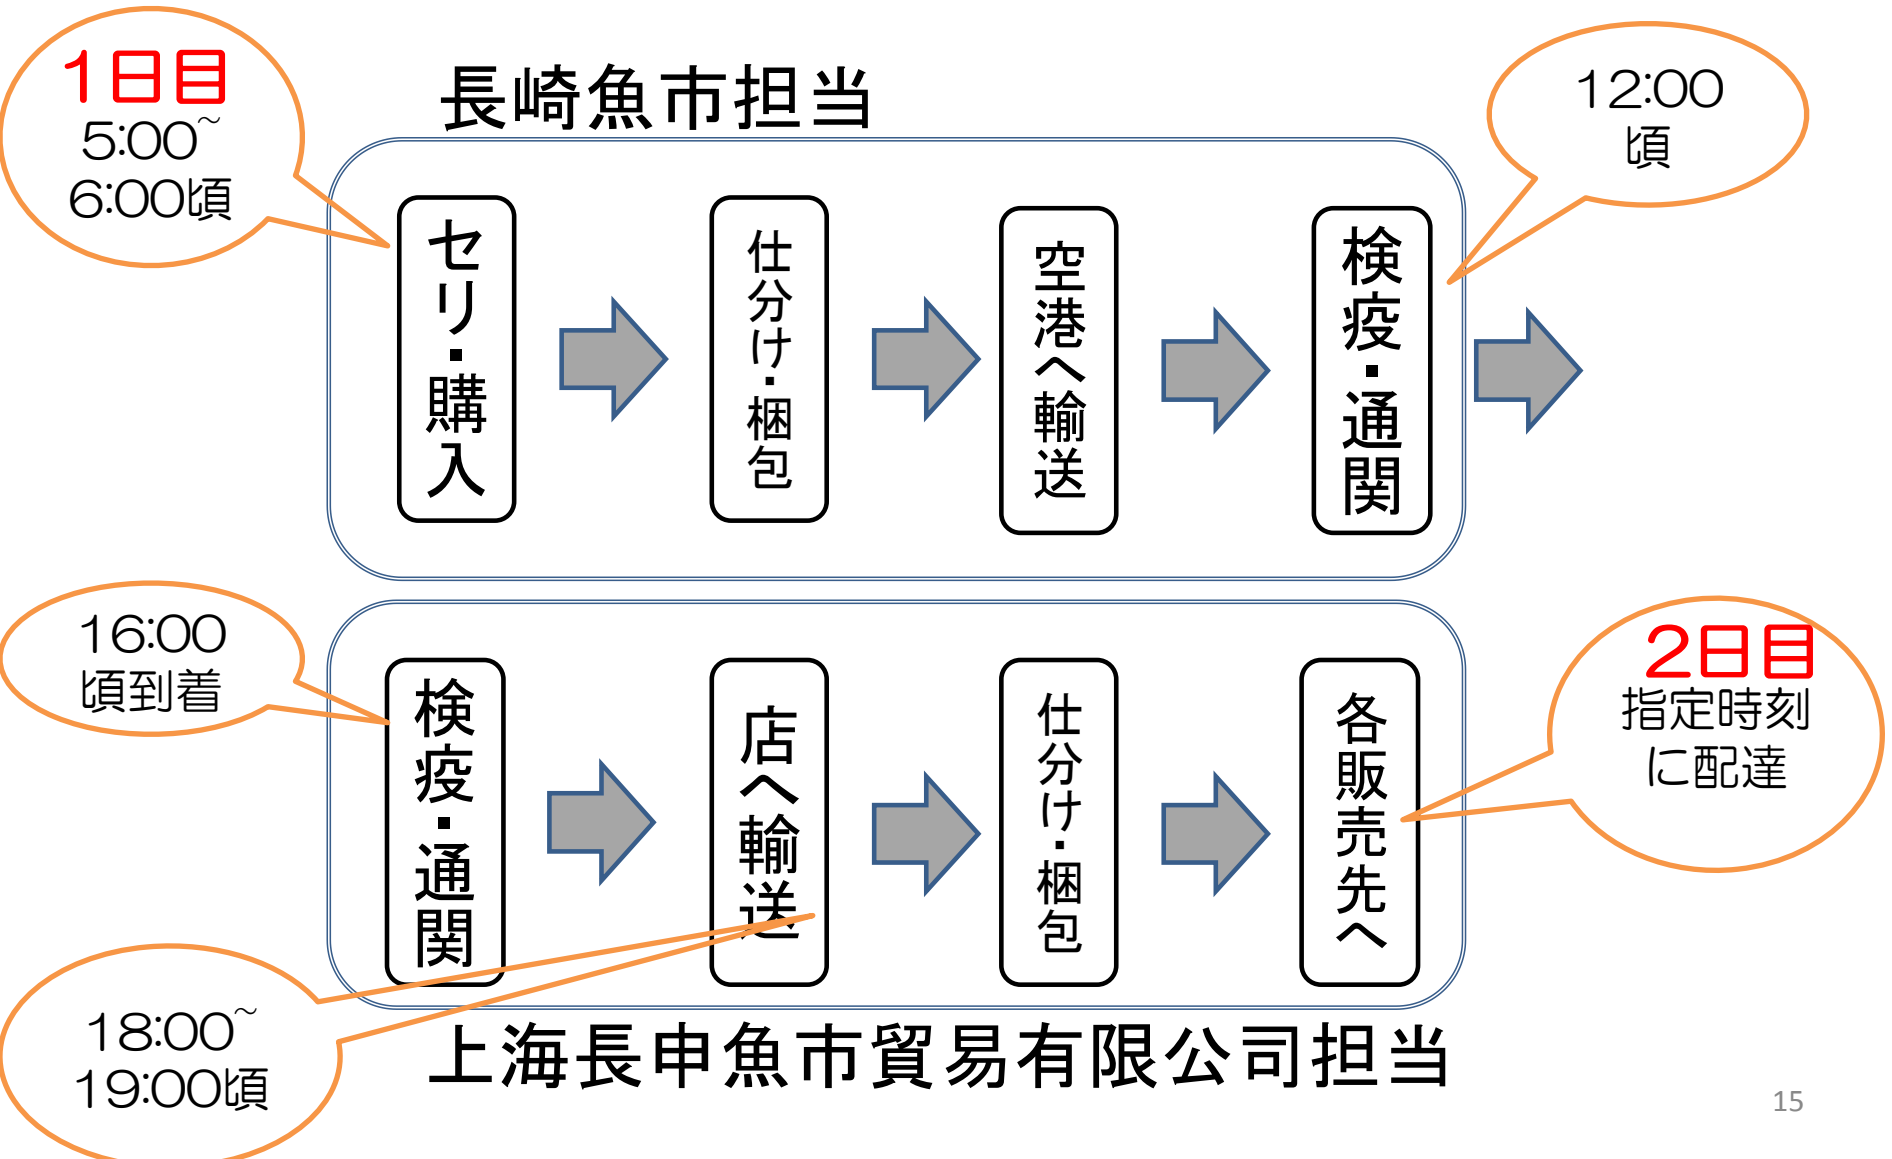 1日目
5:00~
6:00頃
長崎魚市担当
12:00
頃
セリ・購入
仕分け・梱包
空港へ輸送
検疫・通関
16:00
頃到着
検疫・通関
店へ輸送
仕分け・梱包
各販売先へ
2日目
指定時刻
に配達
18:00~
19:00頃
上海長申魚市貿易有限公司担当
15